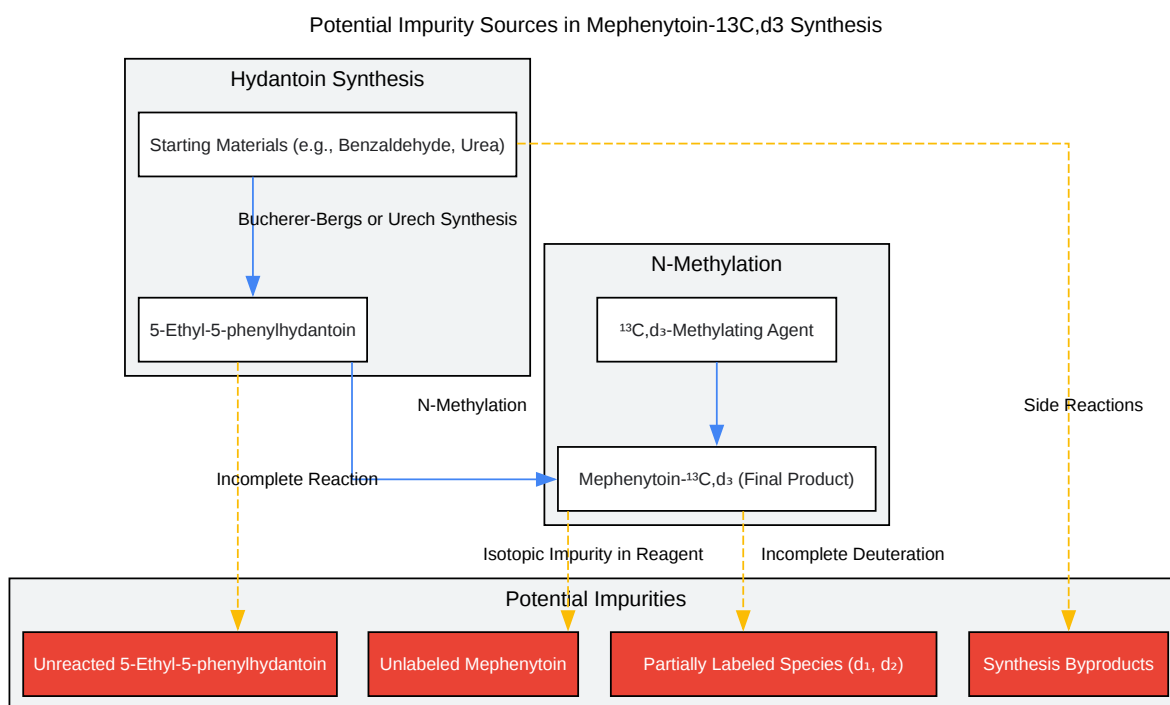 Potential Impurity Sources in Mephenytoin-13C,d3 Synthesis
Hydantoin Synthesis
Starting Materials (e.g., Benzaldehyde, Urea)
Bucherer-Bergs or Urech Synthesis
N-Methylation
5-Ethyl-5-phenylhydantoin
¹³C,d₃-Methylating Agent
N-Methylation
Side Reactions
Incomplete Reaction
Mephenytoin-¹³C,d₃ (Final Product)
Isotopic Impurity in Reagent
Incomplete Deuteration
Potential Impurities
Unreacted 5-Ethyl-5-phenylhydantoin
Unlabeled Mephenytoin
Partially Labeled Species (d₁, d₂)
Synthesis Byproducts